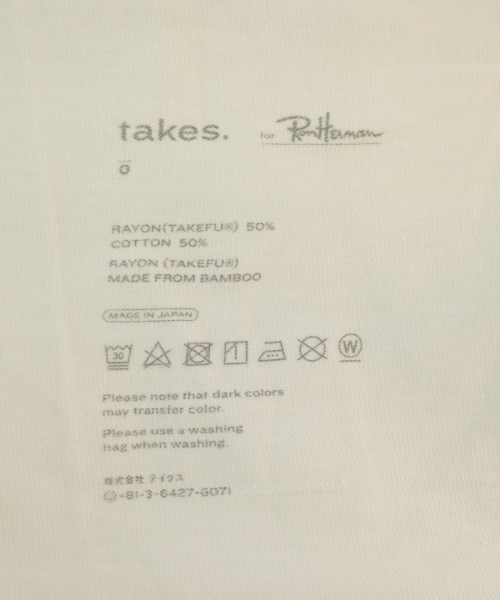 takes. for Ron Herman
0
RAYON(TAKEFU®) 50%
COTTON 50%
RAYON (TAKEFU®)
MADE FROM BAMBOO
MADE IN JAPAN
30 W
Please note that dark colors
may transfer color.
Please use a washing
bag when washing.
株式会社 テイクス
+81-3-6427-6071